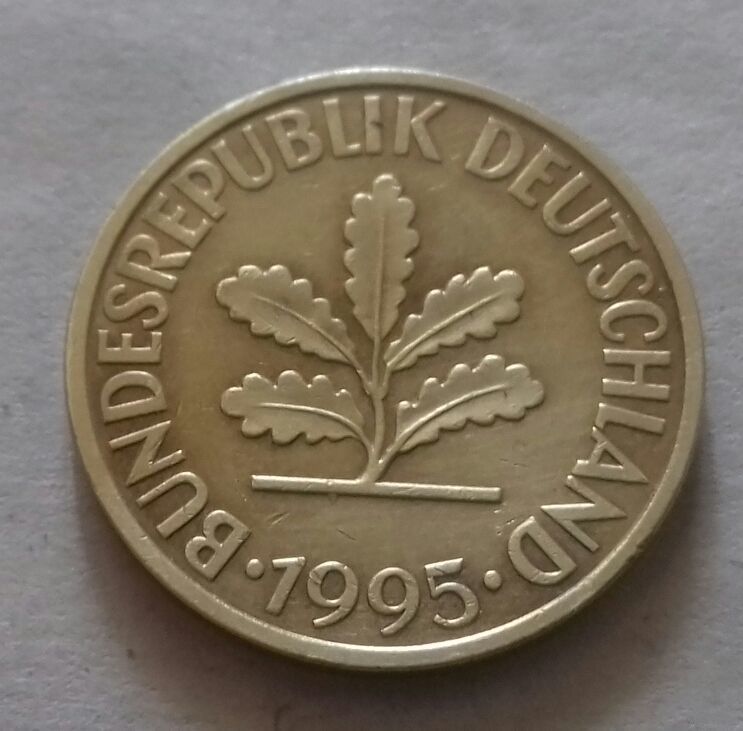 BUNDESREPUBLIK DEUTSCHLAND
· 1995 ·